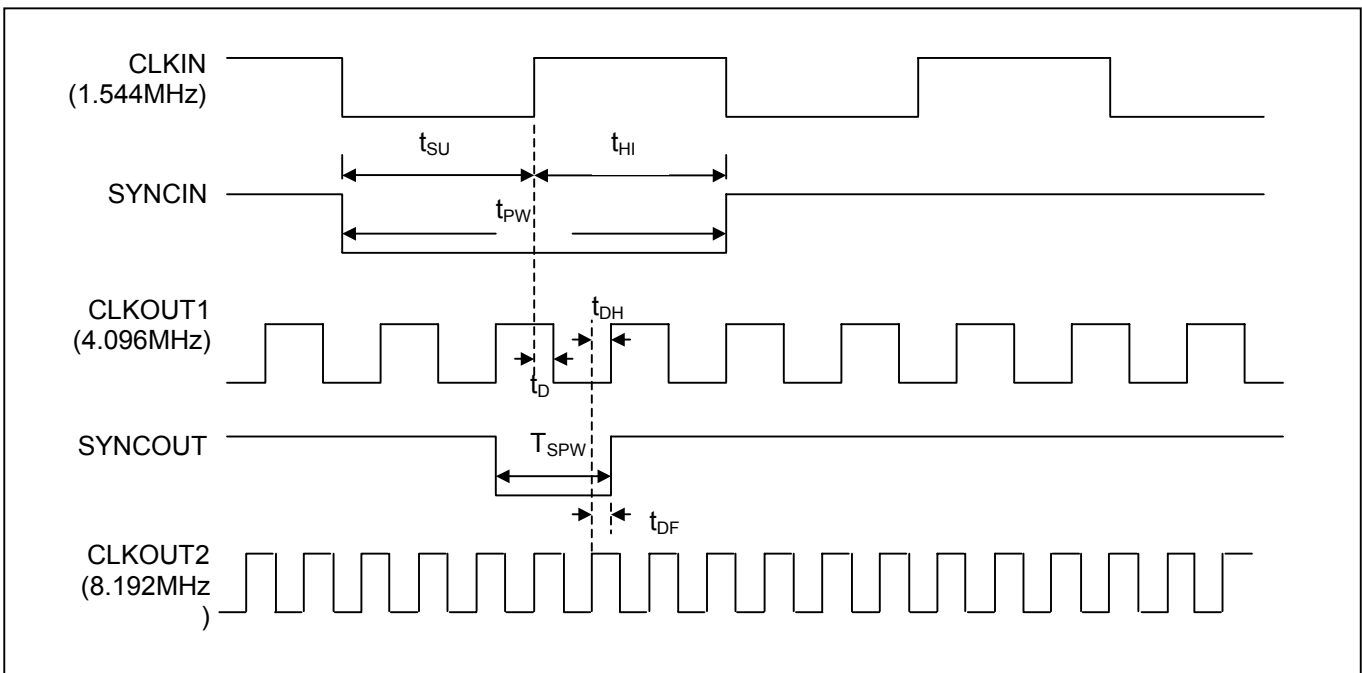 CLKIN
(1.544MHz)
tSU
tHI
SYNCIN
tPW
CLKOUT1
(4.096MHz)
tDH
tD
SYNCOUT
TSPW
tDF
CLKOUT2
(8.192MHz
)